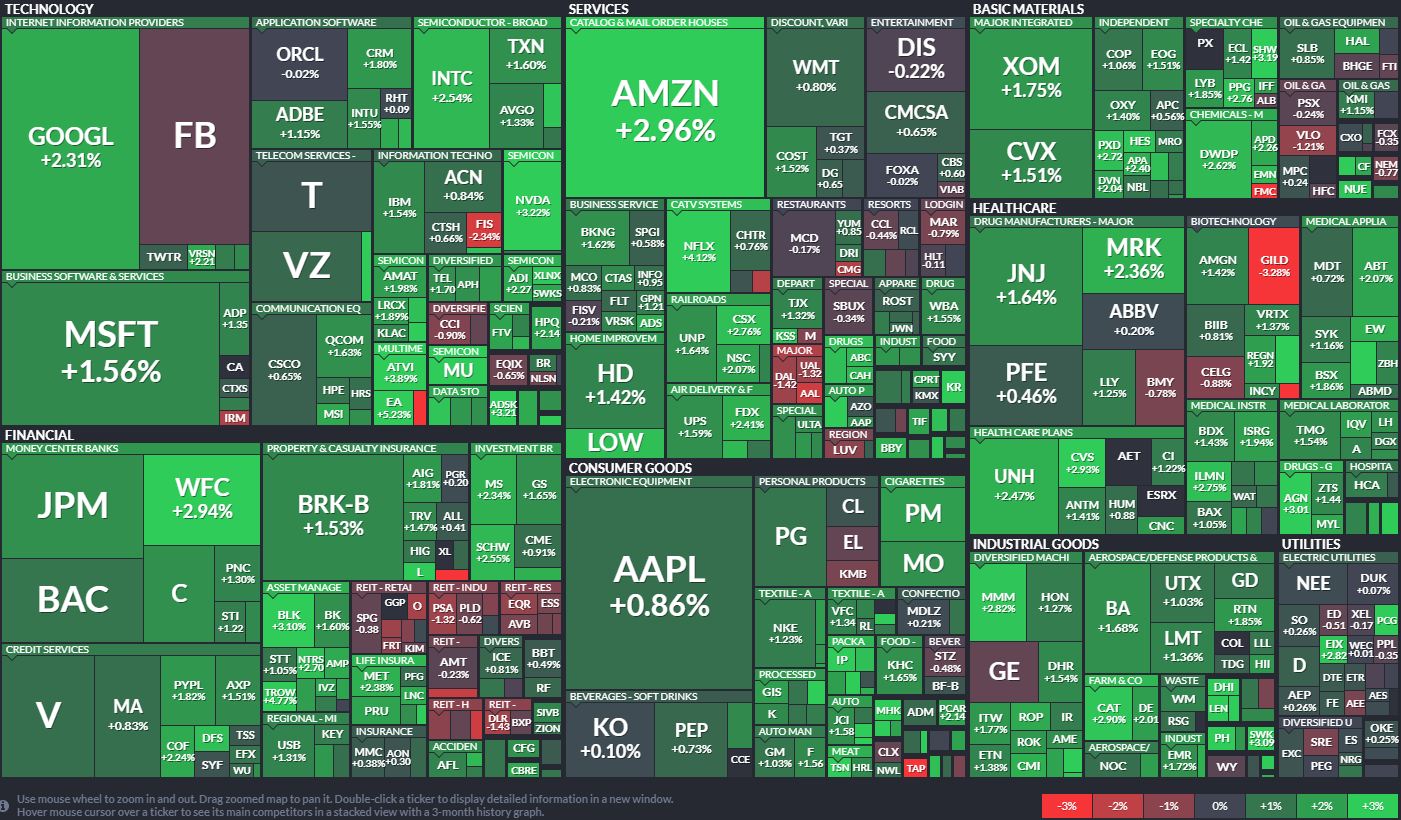 TECHNOLOGY
INTERNET INFORMATION PROVIDERS
GOOGL
+2.31%
FB
TWTR
VRSN
+2.21
APPLICATION SOFTWARE
ORCL
-0.02%
CRM
+1.80%
ADBE
+1.15%
INTU
+1.55%
RHT
+0.09
SEMICONDUCTOR - BROAD
INTC
+2.54%
TXN
+1.60%
AVGO
+1.33%
TELECOM SERVICES -
T
VZ
INFORMATION TECHNO
IBM
+1.54%
ACN
+0.84%
CTSH
+0.66%
FIS
-2.34%
SEMICON
NVDA
+3.22%
BUSINESS SOFTWARE & SERVICES
MSFT
+1.56%
ADP
+1.35
CA
CTXS
IRM
COMMUNICATION EQ
CSCO
+0.65%
QCOM
+1.63%
HPE
HRS
MSI
SEMICON
AMAT
+1.98%
LRCX
+1.89%
KLAC
DIVERSIFIED
TEL
+1.70
APH
SEMICON
ADI
+2.27
XLNX
SWKS
DIVERSIFIE
CCI
-0.90%
SCIEN
FTV
HPQ
+2.14
MULTIME
ATVI
+3.89%
EA
+5.23%
SEMICON
MU
DATA STO
EQIX
-0.65%
BR
NLSN
ADSK
+3.21
FINANCIAL
MONEY CENTER BANKS
JPM
WFC
+2.94%
BAC
C
PNC
+1.30%
STI
+1.22
PROPERTY & CASUALTY INSURANCE
BRK-B
+1.53%
AIG
+1.81%
PGR
+0.20
TRV
+1.47%
ALL
+0.41
HIG
XL
L
INVESTMENT BR
MS
+2.34%
GS
+1.65%
SCHW
+2.55%
CME
+0.91%
CREDIT SERVICES
V
MA
+0.83%
PYPL
+1.82%
AXP
+1.51%
COF
+2.24%
DFS
SYF
TSS
EFX
WU
ASSET MANAGE
BLK
+3.10%
BK
+1.60%
STT
+1.05%
NTRS
+2.70
AMP
TROW
+4.77%
IVZ
REGIONAL - MI
USB
+1.31%
KEY
REIT - RETAI
SPG
-0.38
GGP
O
FRT
KIM
LIFE INSURA
MET
+2.38%
PFG
LNC
PRU
INSURANCE
MMC
+0.38%
AON
+0.30
REIT - INDU
PSA
-1.32
PLD
-0.62
REIT - RES
EQR
ESS
AVB
REIT -
AMT
-0.23%
DIVERS
ICE
+0.81%
BBT
+0.49%
RF
REIT - H
REIT -
DLR
-1.43
BXP
SIVB
ZION
ACCIDEN
AFL
CFG
CBRE
SERVICES
CATALOG & MAIL ORDER HOUSES
AMZN
+2.96%
DISCOUNT, VARI
WMT
+0.80%
COST
+1.52%
TGT
+0.37%
DG
+0.65
ENTERTAINMENT
DIS
-0.22%
CMCSA
+0.65%
FOXA
-0.02%
CBS
+0.60
VIAB
BUSINESS SERVICE
BKNG
+1.62%
SPGI
+0.58%
MCO
+0.83%
CTAS
INFO
+0.95
FISV
-0.21%
FLT
GPN
+1.21
VRSK
ADS
CATV SYSTEMS
NFLX
+4.12%
CHTR
+0.76%
RESTAURANTS
MCD
-0.17%
YUM
+0.85
DRI
CMG
RESORTS
CCL
-0.44%
RCL
LODGIN
MAR
-0.79%
HLT
-0.11
HOME IMPROVEM
HD
+1.42%
LOW
RAILROADS
UNP
+1.64%
CSX
+2.76%
NSC
+2.07%
AIR DELIVERY & F
UPS
+1.59%
FDX
+2.41%
DEPART
TJX
+1.32%
KSS
M
SPECIAL
SBUX
-0.34%
APPARE
ROST
JWN
DRUG
WBA
+1.55%
MAJOR
DAL
-1.42
UAL
-1.32
AAL
DRUGS
ABC
CAH
INDUST
FOOD
SYY
AUTO P
AZO
AAP
CPRT
KMX
KR
SPECIAL
ULTA
REGION
LUV
TIF
BBY
CONSUMER GOODS
ELECTRONIC EQUIPMENT
AAPL
+0.86%
PERSONAL PRODUCTS
PG
CL
EL
KMB
CIGARETTES
PM
MO
BEVERAGES - SOFT DRINKS
KO
+0.10%
PEP
+0.73%
CCE
TEXTILE - A
NKE
+1.23%
TEXTILE - A
VFC
+1.34
RL
CONFECTIO
MDLZ
+0.21%
PACKA
IP
FOOD -
KHC
+1.65%
BEVER
STZ
-0.48%
BF-B
PROCESSED
GIS
K
AUTO
JCI
+1.58
MHK
ADM
PCAR
+2.14
AUTO MAN
GM
+1.03%
F
+1.56
MEAT
TSN
HRL
CLX
NWL
TAP
BASIC MATERIALS
MAJOR INTEGRATED
XOM
+1.75%
CVX
+1.51%
INDEPENDENT
COP
+1.06%
EOG
+1.51%
OXY
+1.40%
APC
+0.56%
PXD
+2.72
HES
MRO
APA
+2.40
DVN
+2.04
NBL
SPECIALTY CHE
PX
ECL
+1.42
SHW
+3.19
LYB
+1.85%
PPG
+2.76
IFF
ALB
CHEMICALS - M
DWDP
+2.62%
APD
+2.26
EMN
FMC
OIL & GAS EQUIPMEN
SLB
+0.85%
HAL
BHGE
FTI
OIL & GA
PSX
-0.24%
VLO
-1.21%
MPC
+0.24
HFC
OIL & GAS
KMI
+1.15%
CXO
FCX
-0.35
CF
NEM
-0.77
NUE
HEALTHCARE
DRUG MANUFACTURERS - MAJOR
JNJ
+1.64%
MRK
+2.36%
ABBV
+0.20%
PFE
+0.46%
LLY
+1.25%
BMY
-0.78%
BIOTECHNOLOGY
AMGN
+1.42%
GILD
-3.28%
BIIB
+0.81%
VRTX
+1.37%
CELG
-0.88%
REGN
+1.92
INCY
MEDICAL APPLIA
MDT
+0.72%
ABT
+2.07%
SYK
+1.16%
EW
BSX
+1.86%
ZBH
ABMD
HEALTH CARE PLANS
UNH
+2.47%
CVS
+2.93%
AET
CI
+1.22%
ANTM
+1.41%
HUM
+0.88
ESRX
CNC
MEDICAL INSTR
BDX
+1.43%
ISRG
+1.94%
ILMN
+2.75%
WAT
BAX
+1.05%
MEDICAL LABORATOR
TMO
+1.54%
IQV
LH
A
DGX
DRUGS - G
AGN
+3.01
ZTS
+1.44
MYL
HOSPITA
HCA
INDUSTRIAL GOODS
DIVERSIFIED MACHI
MMM
+2.82%
HON
+1.27%
GE
DHR
+1.54%
ITW
+1.77%
ROP
IR
ROK
AME
ETN
+1.38%
CMI
AEROSPACE/DEFENSE PRODUCTS &
BA
+1.68%
UTX
+1.03%
GD
LMT
+1.36%
RTN
+1.85%
COL
LLL
TDG
HII
FARM & CO
CAT
+2.90%
DE
+2.01
WASTE
WM
RSG
DHI
LEN
AEROSPACE/
NOC
INDUST
EMR
+1.72%
PH
SWK
+3.09
WY
UTILITIES
ELECTRIC UTILITIES
NEE
DUK
+0.07%
SO
+0.26%
ED
-0.51
XEL
-0.17
PCG
EIX
+2.82
WEC
+0.01
PPL
-0.35
D
DTE
ETR
AEP
+0.26%
FE
AEE
AES
DIVERSIFIED U
EXC
SRE
ES
OKE
+0.25%
PEG
NRG
Use mouse wheel to zoom in and out. Drag zoomed map to pan it. Double-click a ticker to display detailed information in a new window.
Hover mouse cursor over a ticker to see its main competitors in a stacked view with a 3-month history graph.
-3%
-2%
-1%
0%
+1%
+2%
+3%